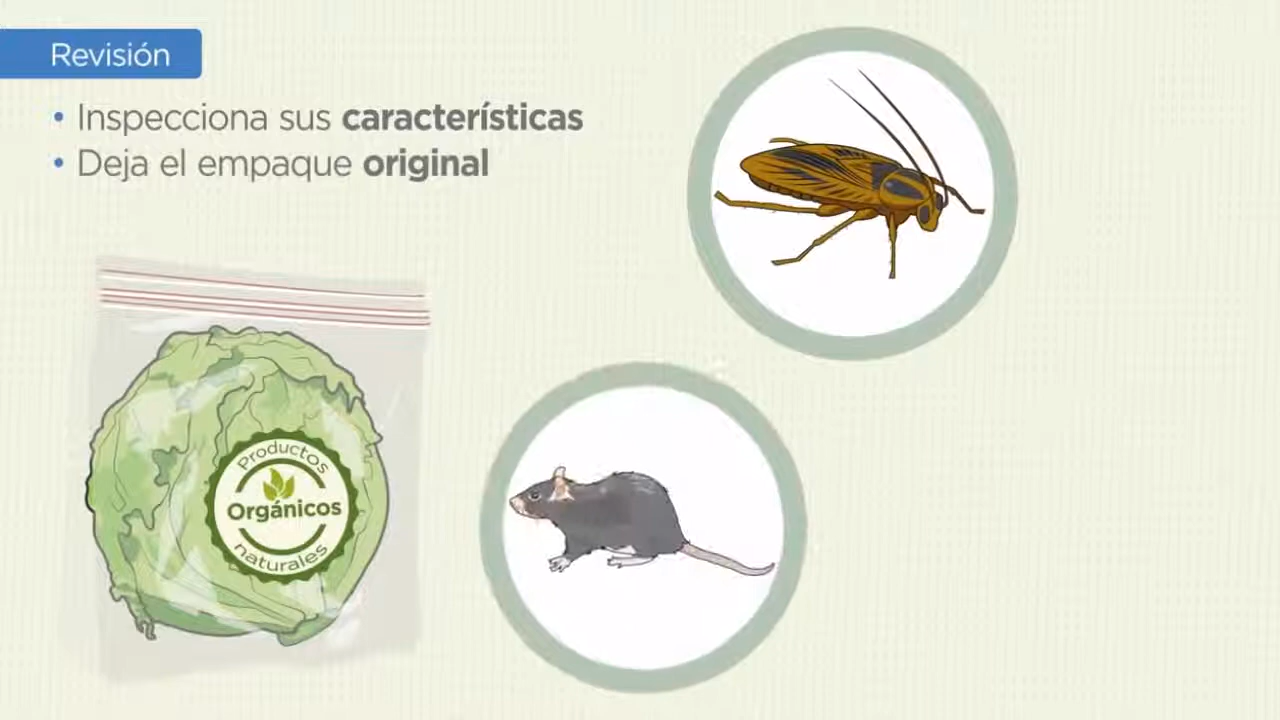 Revisión
• Inspecciona sus características
• Deja el empaque original
Productos
Orgánicos
naturales